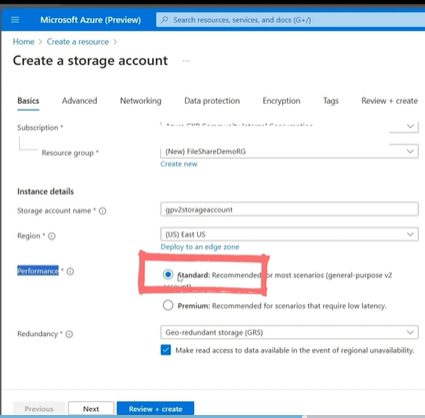 Microsoft Azure (Preview)
Search resources, services, and docs (G+/)
Home > Create a resource >
Create a storage account ...
Basics Advanced Networking Data protection Encryption Tags Review + create
Subscription *
Resource group * (New) FileShareDemoRG
Create new
Instance details
Storage account name * gpv2storageaccount
Region * (US) East US
Deploy to an edge zone
Performance * Standard: Recommended for most scenarios (general-purpose v2
account)
Premium: Recommended for scenarios that require low latency.
Redundancy * Geo-redundant storage (GRS)
Make read access to data available in the event of regional unavailability.
Previous Next Review + create